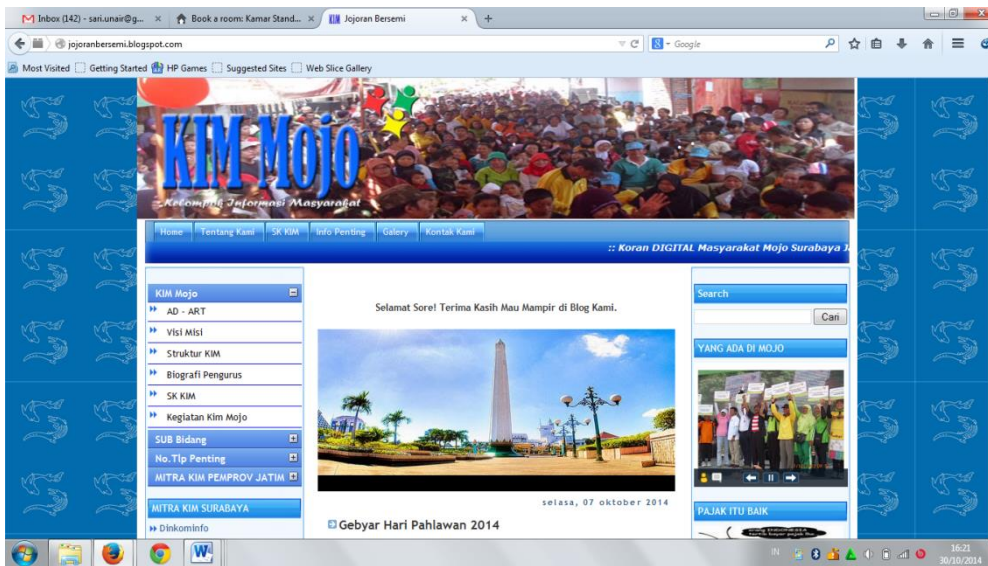 Inbox (142) - sari.unair@g...
Book a room: Kamar Stand...
Jojoran Bersemi
jojoranbersemi.blogspot.com
Google
Most Visited
Getting Started
HP Games
Suggested Sites
Web Slice Gallery
KIM Mojo
Kelompok Informasi Masyarakat
Home
Tentang Kami
SK KIM
Info Penting
Galery
Kontak Kami
:: Koran DIGITAL Masyarakat Mojo Surabaya
KIM Mojo
AD - ART
Visi Misi
Struktur KIM
Biografi Pengurus
SK KIM
Kegiatan Kim Mojo
SUB Bidang
No.Tlp Penting
MITRA KIM PEMPROV JATIM
MITRA KIM SURABAYA
Dinkominfo
Selamat Sore! Terima Kasih Mau Mampir di Blog Kami.
selasa, 07 oktober 2014
Gebyar Hari Pahlawan 2014
Search
Cari
YANG ADA DI MOJO
PAJAK ITU BAIK
IN
16:21
30/10/2014